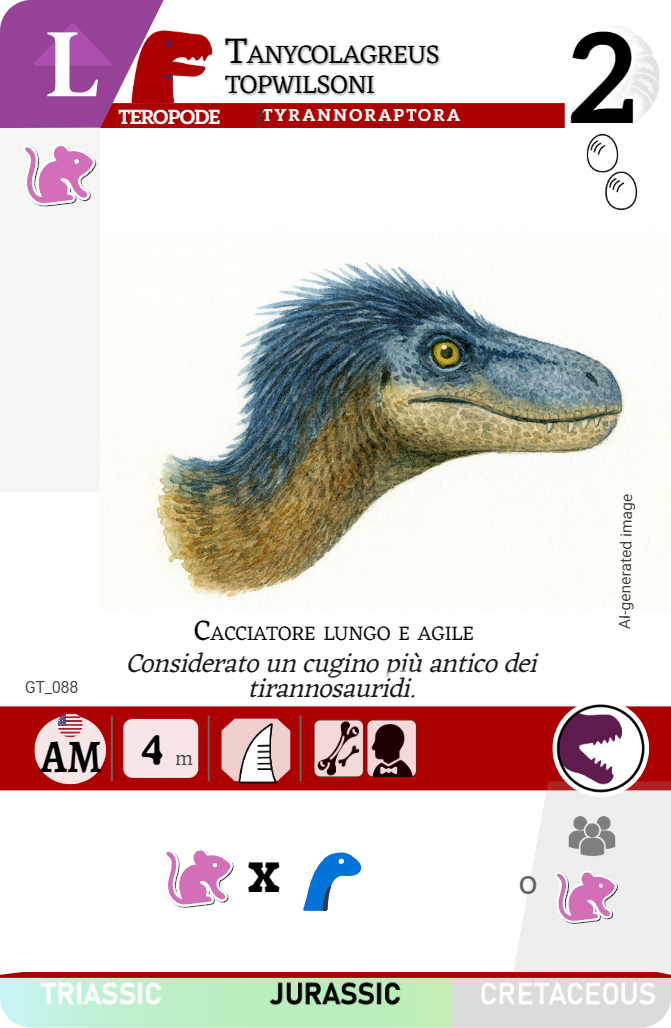 L
TANYCOLAGREUS
TOPWILSONI
2
TEROPODE /TYRANNORAPTORA
AI-generated image
CACCIATORE LUNGO E AGILE
Considerato un cugino più antico dei
tirannosauridi.
GT_088
AM
4 m
x
o
TRIASSIC JURASSIC CRETACEOUS